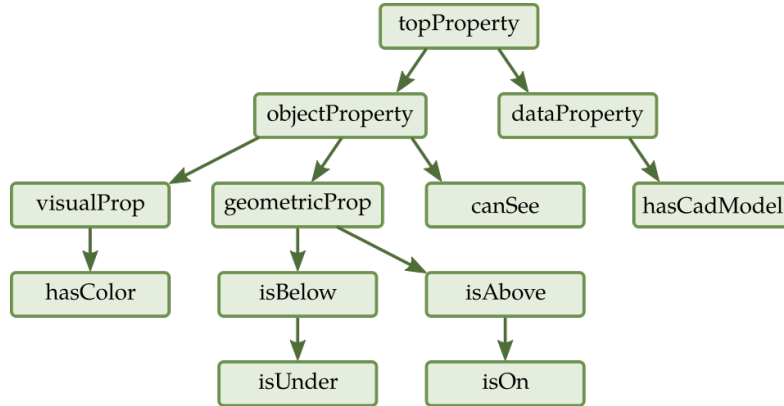 topProperty
objectProperty
dataProperty
visualProp
geometricProp
canSee
hasCadModel
hasColor
isBelow
isAbove
isUnder
isOn